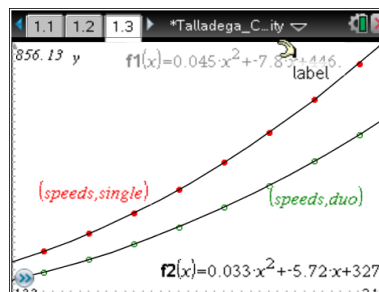 1.1 1.2 1.3 *Talladega_C...ity
856.13 y f1(x)=0.045·x²+-7.8·x+446.
label
(speeds,single)
(speeds,duo)
f2(x)=0.033·x²+-5.72·x+327